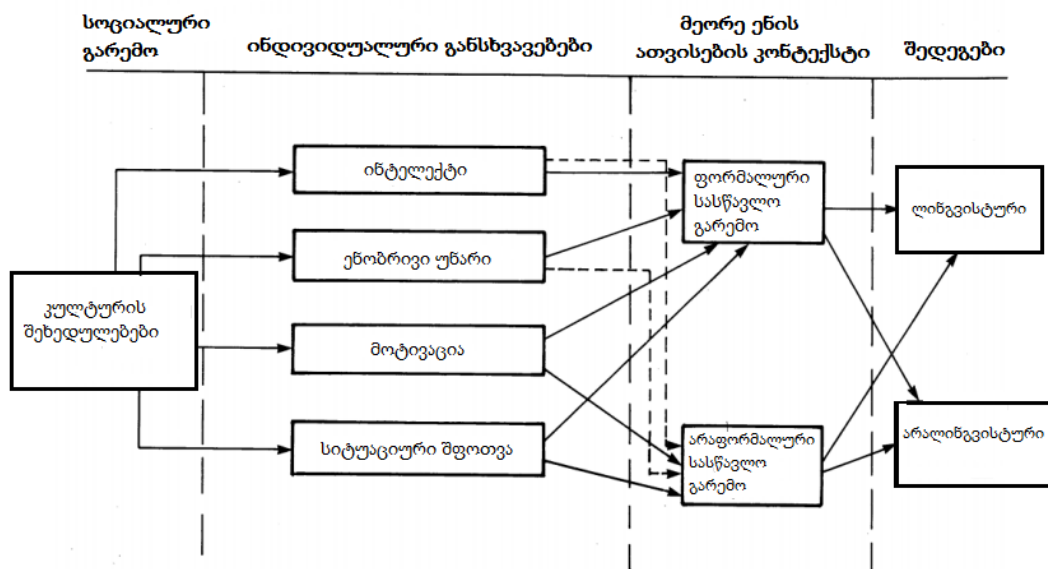 სოციალური
გარემო
ინდივიდუალური განსხვავებები
მეორე ენის
ათვისების კონტექსტი
შედეგები
კულტურის
შეხედულებები
ინტელექტი
ენობრივი უნარი
მოტივაცია
სიტუაციური შფოთვა
ფორმალური
სასწავლო
გარემო
არაფორმალური
სასწავლო
გარემო
ლინგვისტური
არალინგვისტური